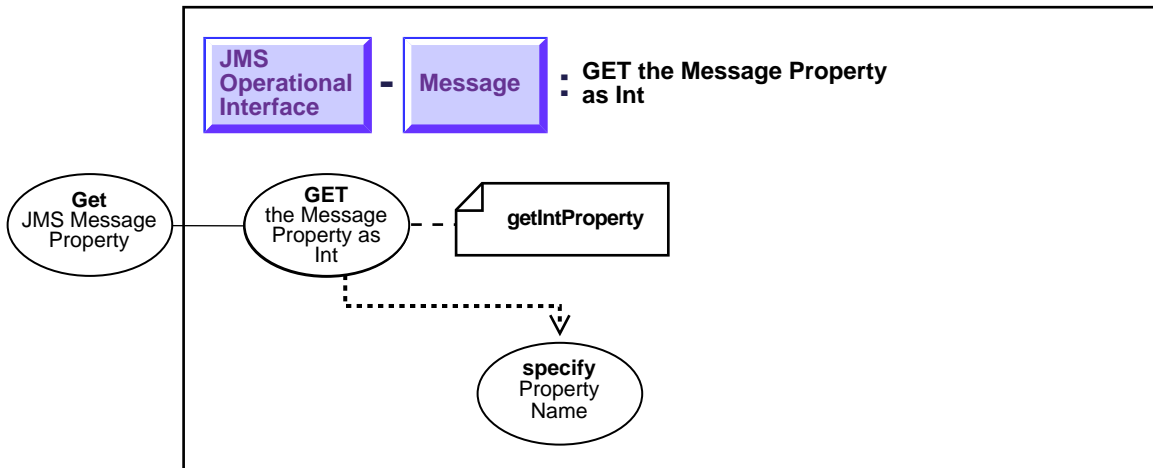 JMS
Operational
Interface
-
Message
:
GET the Message Property
as Int
Get
JMS Message
Property
GET
the Message
Property as
Int
getIntProperty
specify
Property
Name